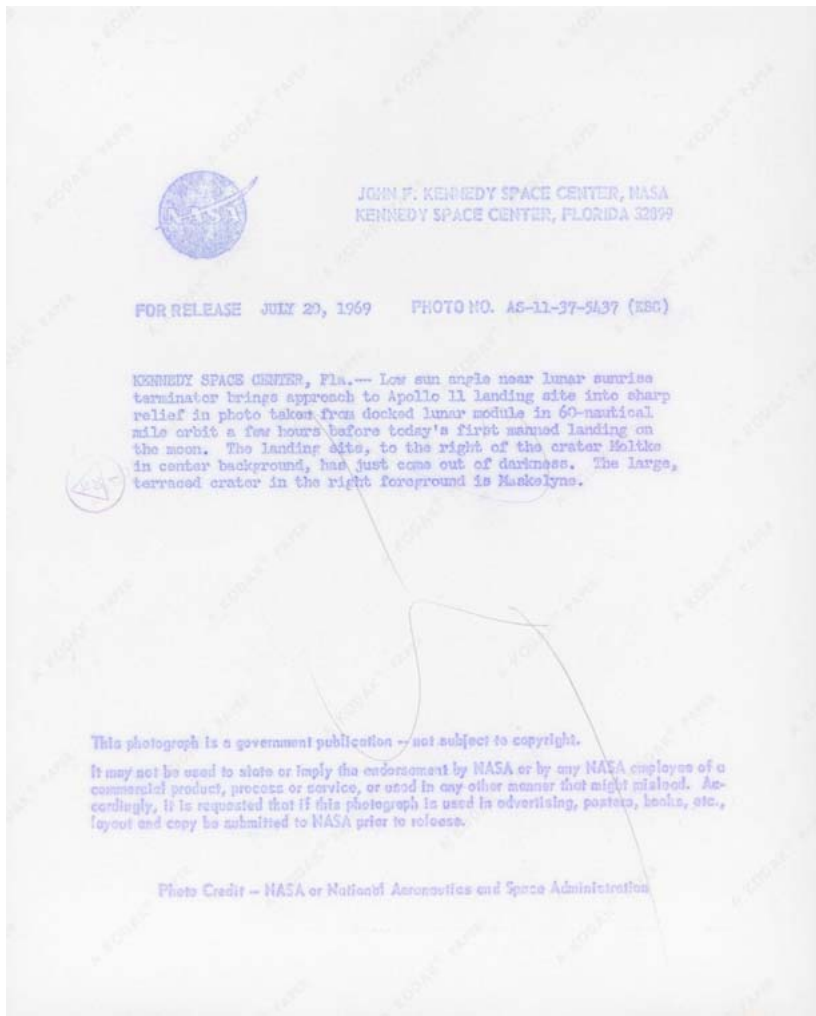 NASA
JOHN F. KENNEDY SPACE CENTER, NASA
KENNEDY SPACE CENTER, FLORIDA 32899
FOR RELEASE JULY 20, 1969 PHOTO NO. AS-11-37-5437 (KSC)
KENNEDY SPACE CENTER, Fla.-- Low sun angle near lunar sunrise
terminator brings approach to Apollo 11 landing site into sharp
relief in photo taken from docked lunar module in 60-nautical
mile orbit a few hours before today's first manned landing on
the moon. The landing site, to the right of the crater Moltke
in center background, has just come out of darkness. The large,
terraced crater in the right foreground is Maskelyne.
This photograph is a government publication -- not subject to copyright.
It may not be used to state or imply the endorsement by NASA or by any NASA employee of a
commercial product, process or service, or used in any other manner that might mislead. Ac-
cordingly, it is requested that if this photograph is used in advertising, posters, books, etc.,
layout and copy be submitted to NASA prior to release.
Photo Credit -- NASA or National Aeronautics and Space Administration